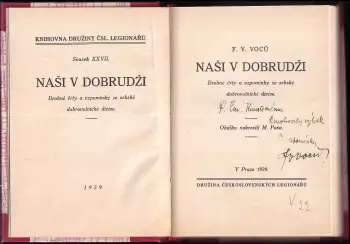 KNIHOVNA DRUŽINY ČSL. LEGIONÁŘŮ
Svazek XXVII.
NAŠI V DOBRUDŽI
Drobné črty a vzpomínky ze srbské
dobrovolnické divise.
1929
F. V. VOCŮ
NAŠI V DOBRUDŽI
Drobné črty a vzpomínky ze srbské
dobrovolnické divise.
Obálku nakreslil M. Puac.
V Praze 1929.
DRUŽINA ČESKOSLOVENSKÝCH LEGIONÁŘŮ